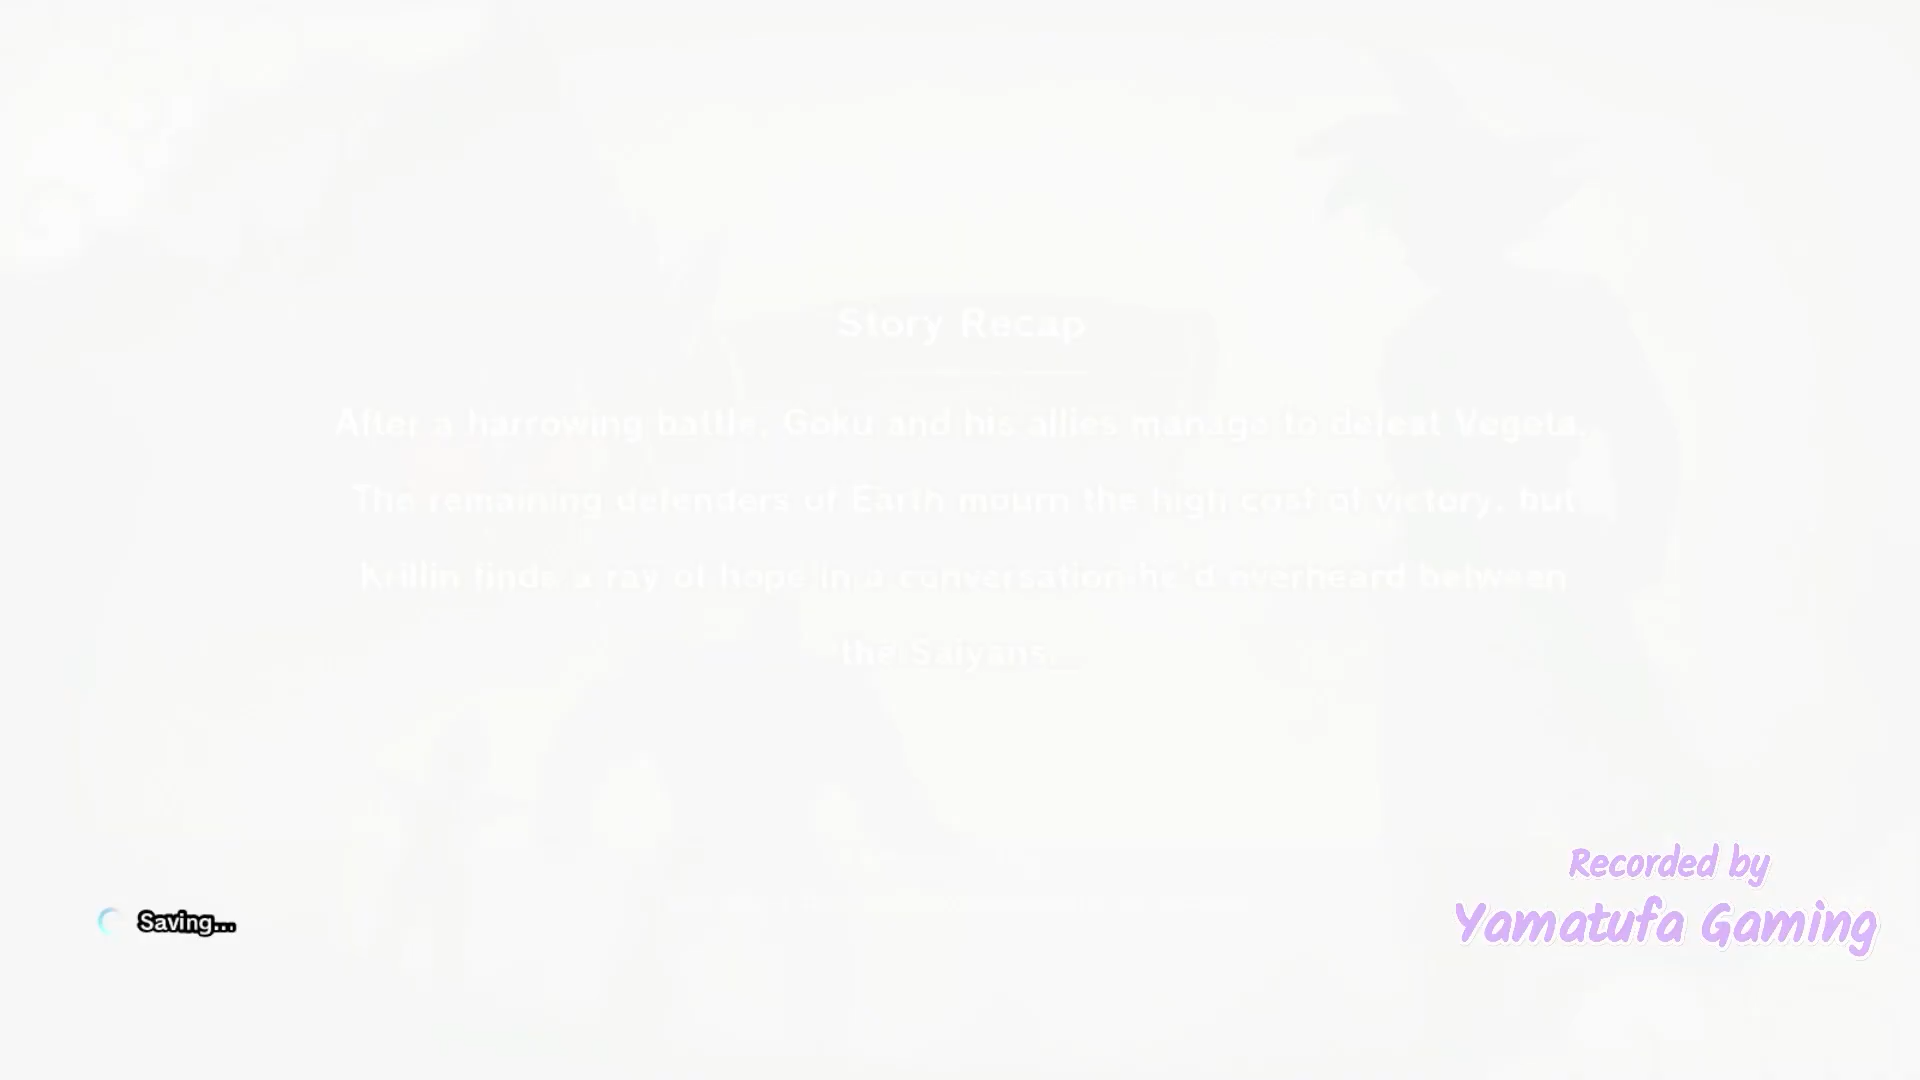 Story Recap
After a harrowing battle, Goku and his allies manage to defeat Vegeta.
The remaining defenders of Earth mourn the high cost of victory, but
Krillin finds a ray of hope in a conversation he'd overheard between
the Saiyans._
Saving...
Recorded by
Yamatufa Gaming